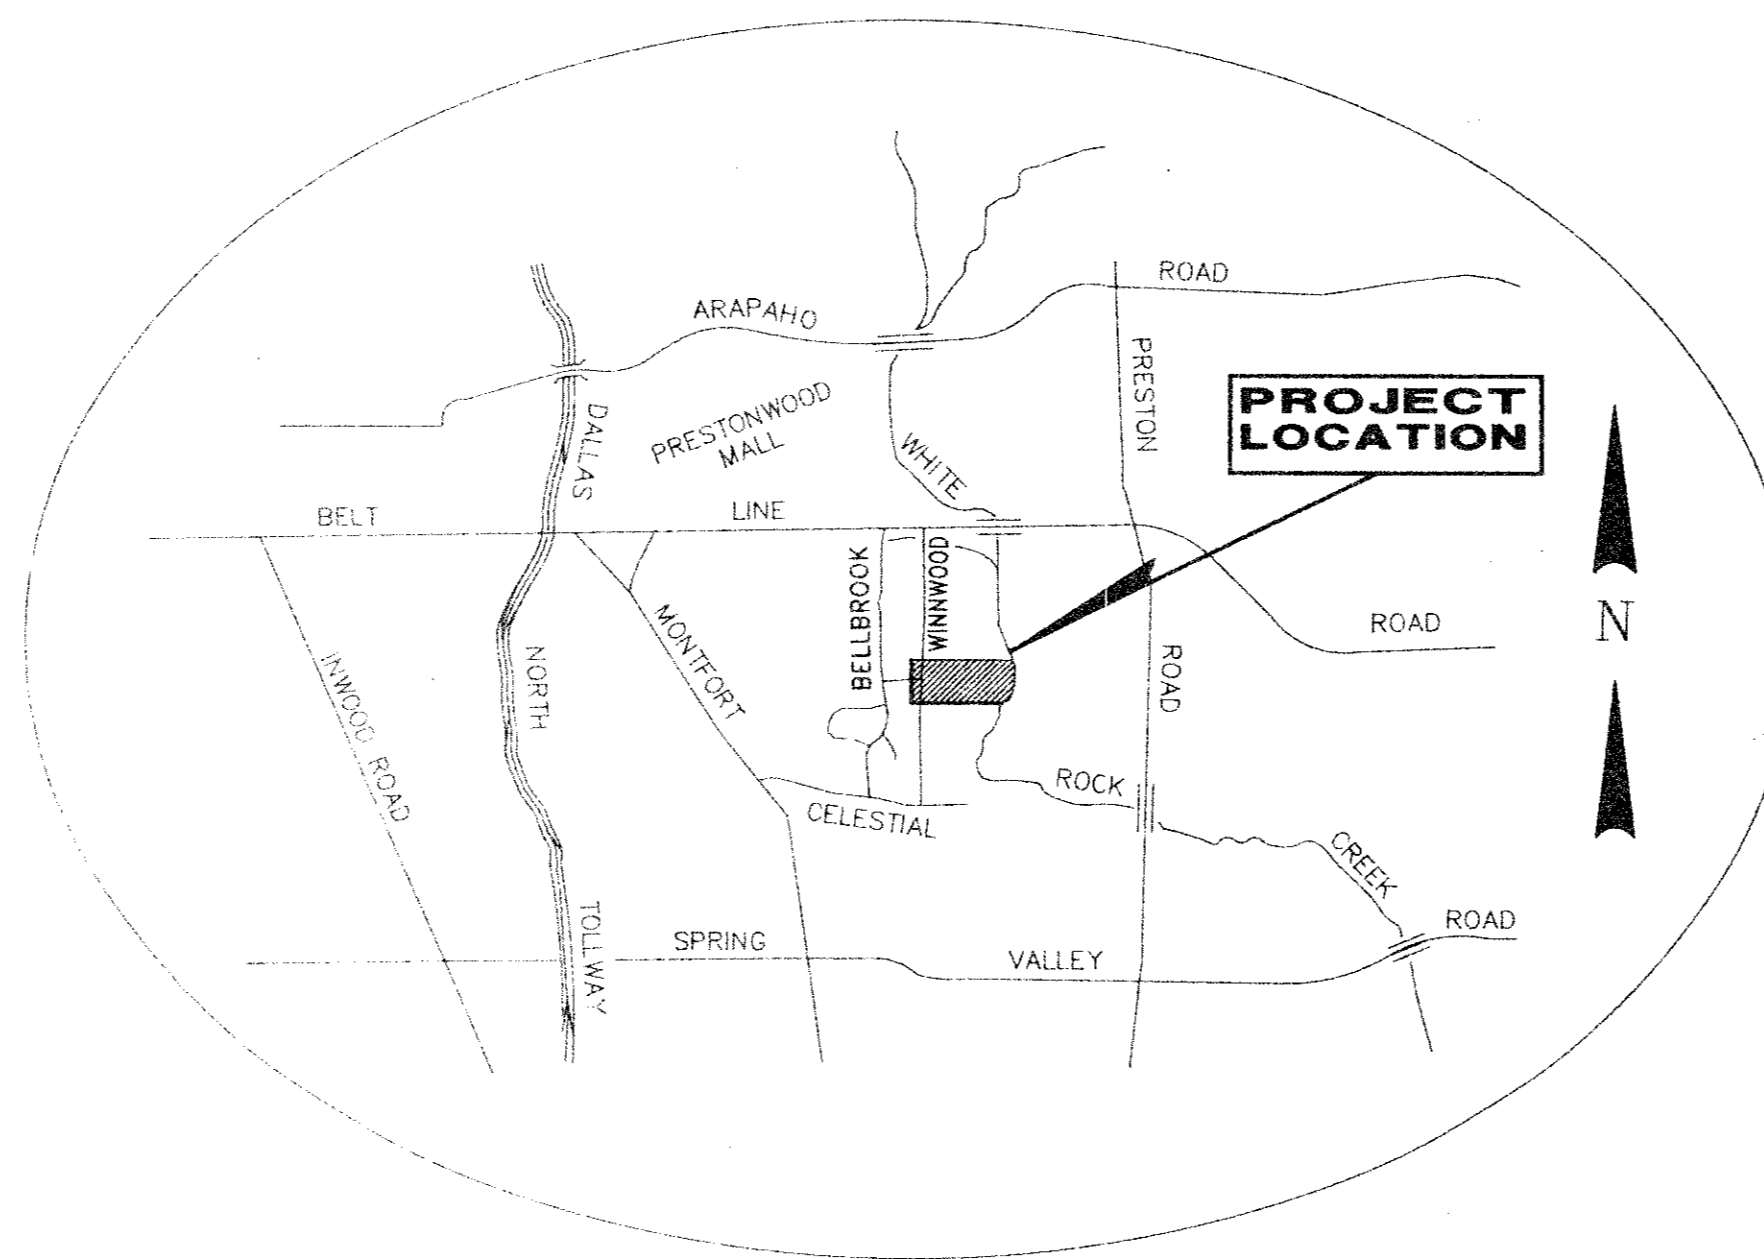 ROAD
ARAPAHO
PRESTON
PROJECT
LOCATION
PRESTONWOOD
MALL
DALLAS
WHITE
BELT
LINE
BELLBROOK
WINNWOOD
MONTFORT
N
ROAD
INWOOD ROAD
NORTH
ROAD
ROCK
CELESTIAL
CREEK
TOLLWAY
SPRING
VALLEY
ROAD